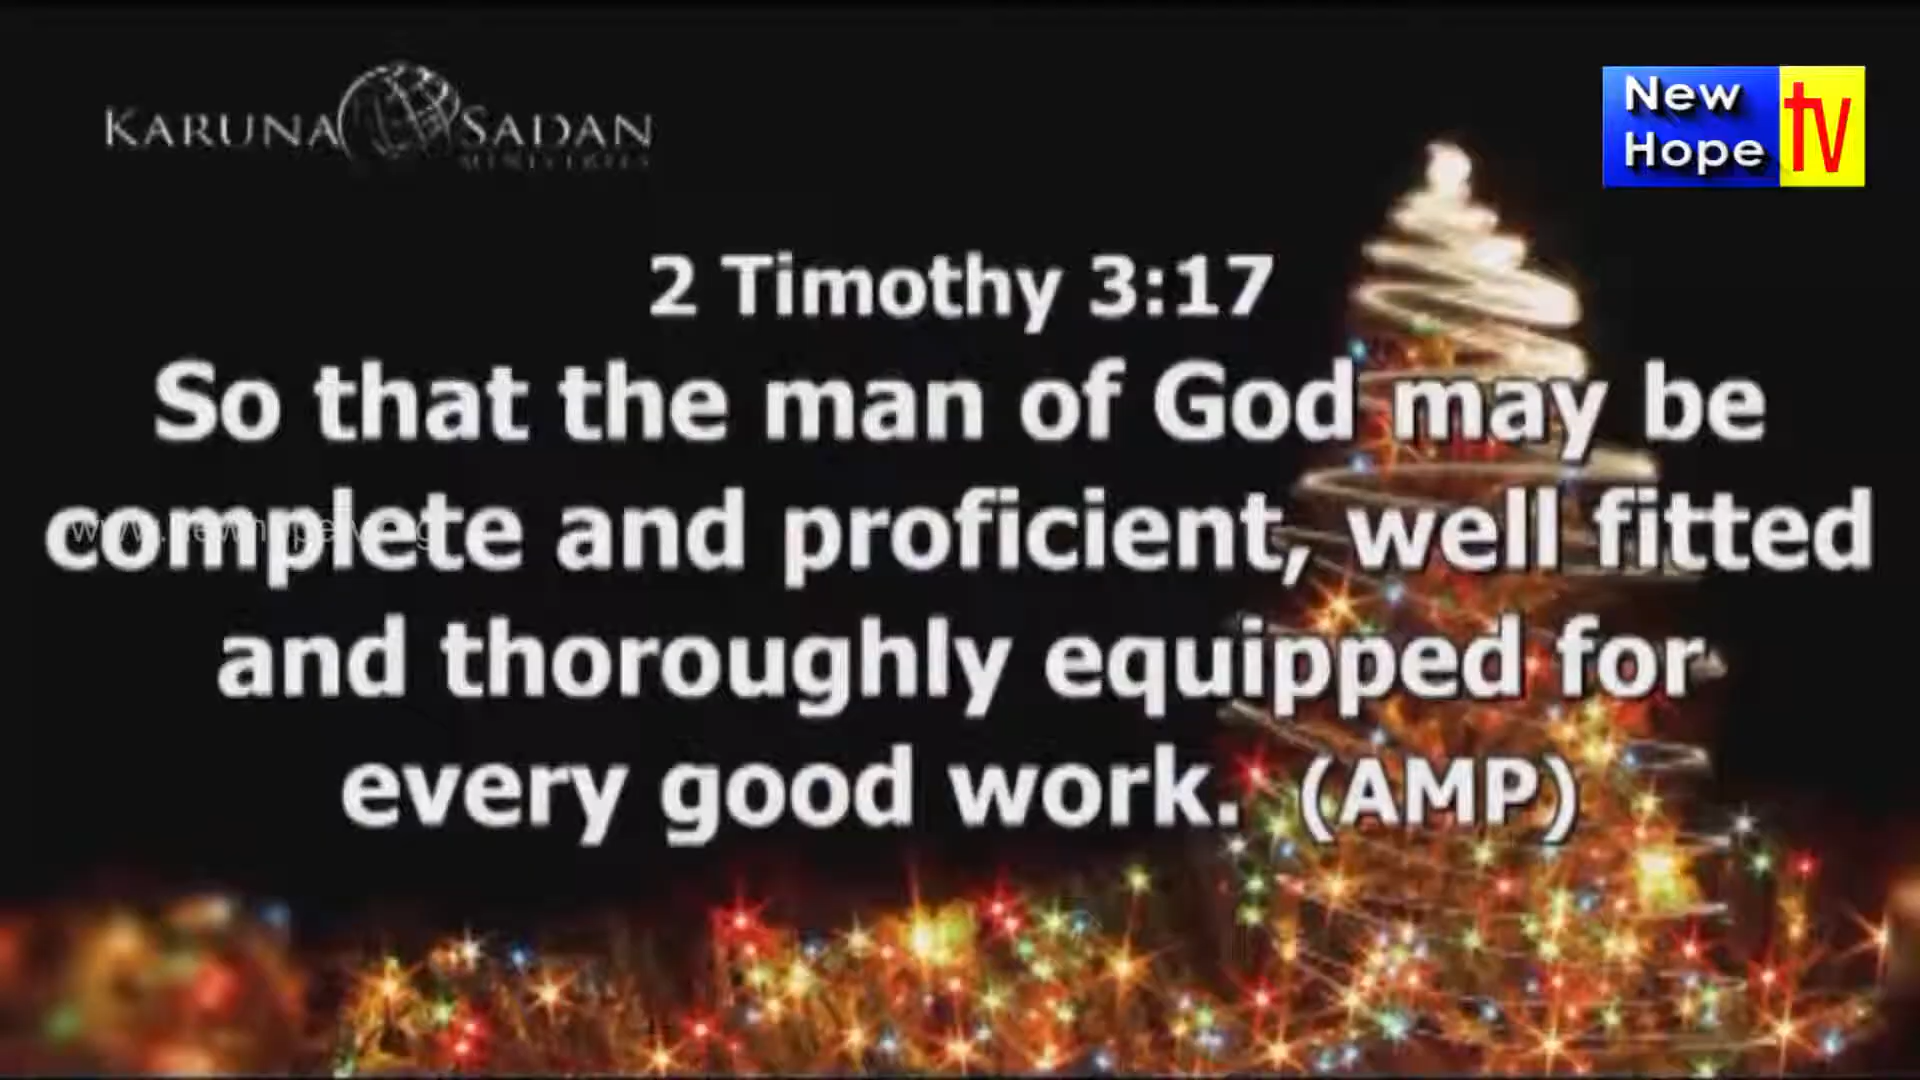 KARUNA SADAN
MINISTRIES
New
Hope
tv
2 Timothy 3:17
So that the man of God may be
complete and proficient, well fitted
and thoroughly equipped for
every good work. (AMP)